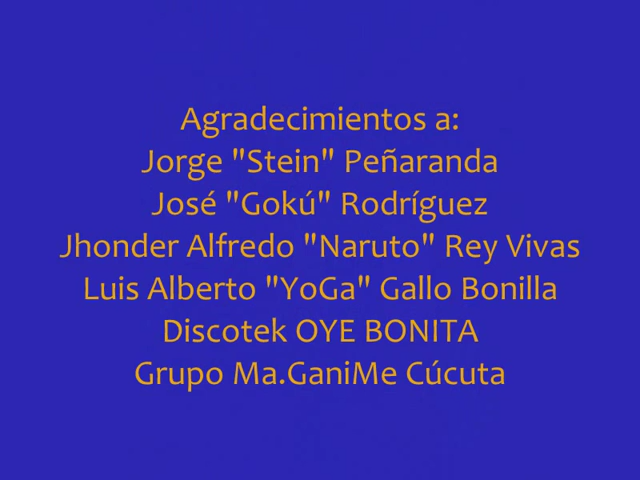 Agradecimientos a:
Jorge "Stein" Peñaranda
José "Gokú" Rodríguez
Jhonder Alfredo "Naruto" Rey Vivas
Luis Alberto "YoGa" Gallo Bonilla
Discotek OYE BONITA
Grupo Ma.GaniMe Cúcuta